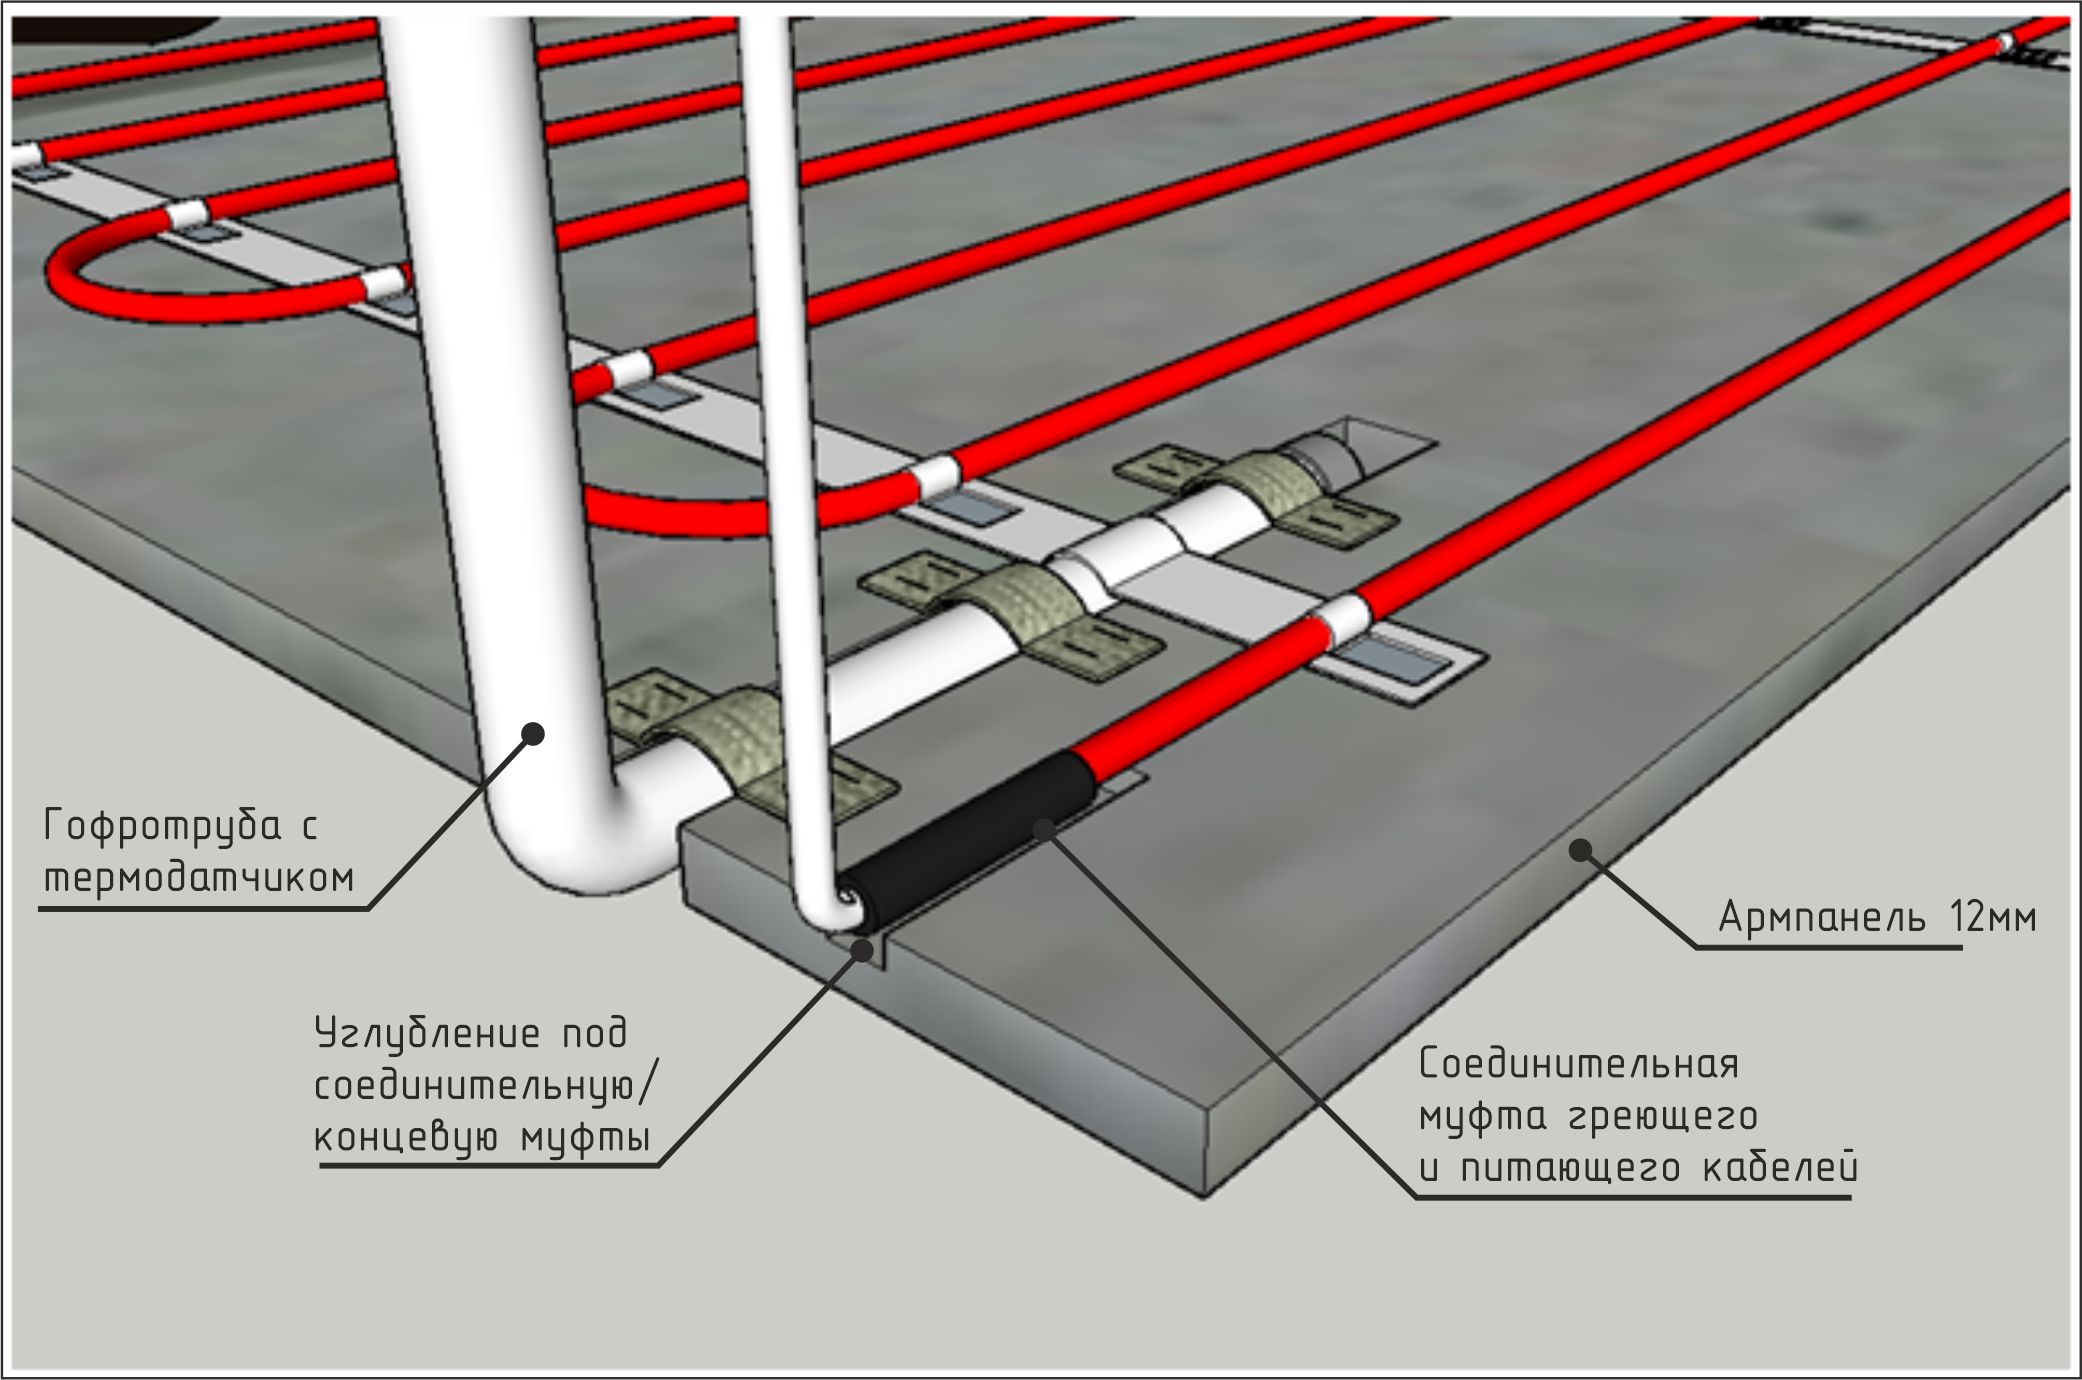 Гофротруба с
термодатчиком
Углубление под
соединительную/
концевую муфты
Армпанель 12мм
Соединительная
муфта греющего
и питающего кабелей